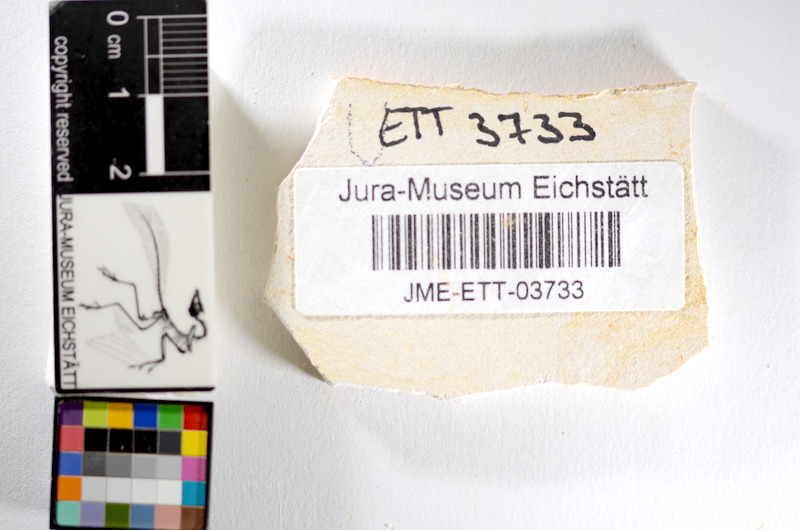 0
cm
1
2
copyright reserved
JURA-MUSEUM EICHSTÄTT
ETT 3733
Jura-Museum Eichstätt
JME-ETT-03733